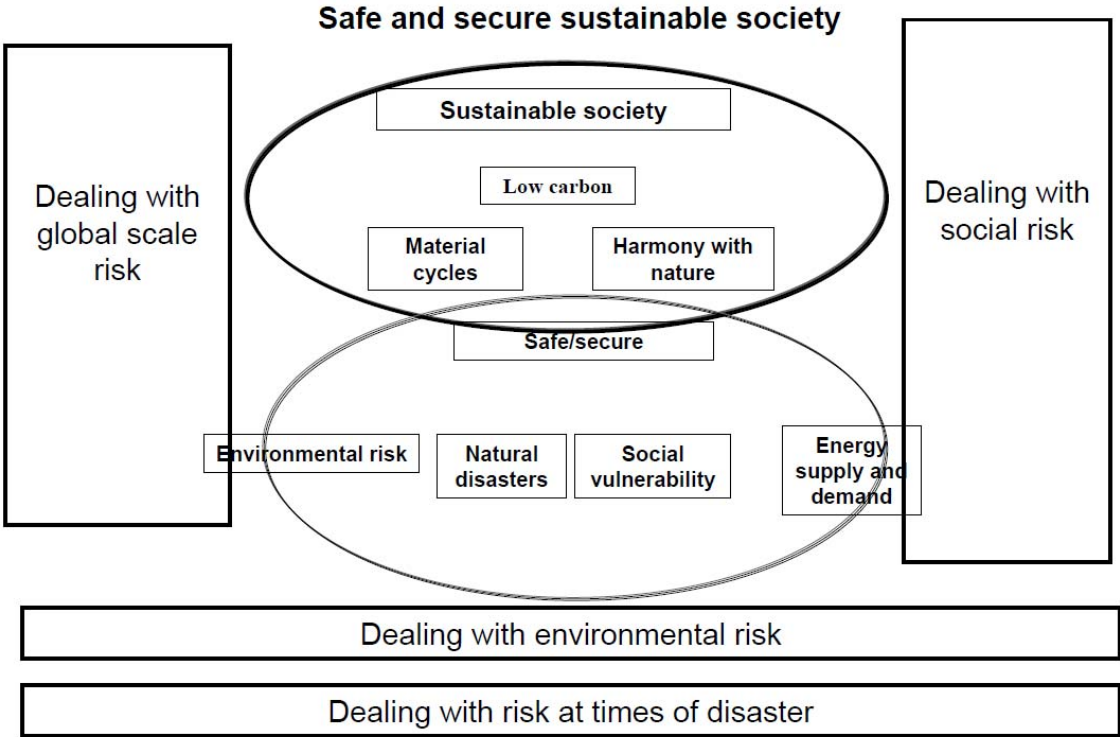 Safe and secure sustainable society
Dealing with
global scale
risk
Sustainable society
Low carbon
Material
cycles
Harmony with
nature
Dealing with
social risk
Safe/secure
Environmental risk
Natural
disasters
Social
vulnerability
Energy
supply and
demand
Dealing with environmental risk
Dealing with risk at times of disaster